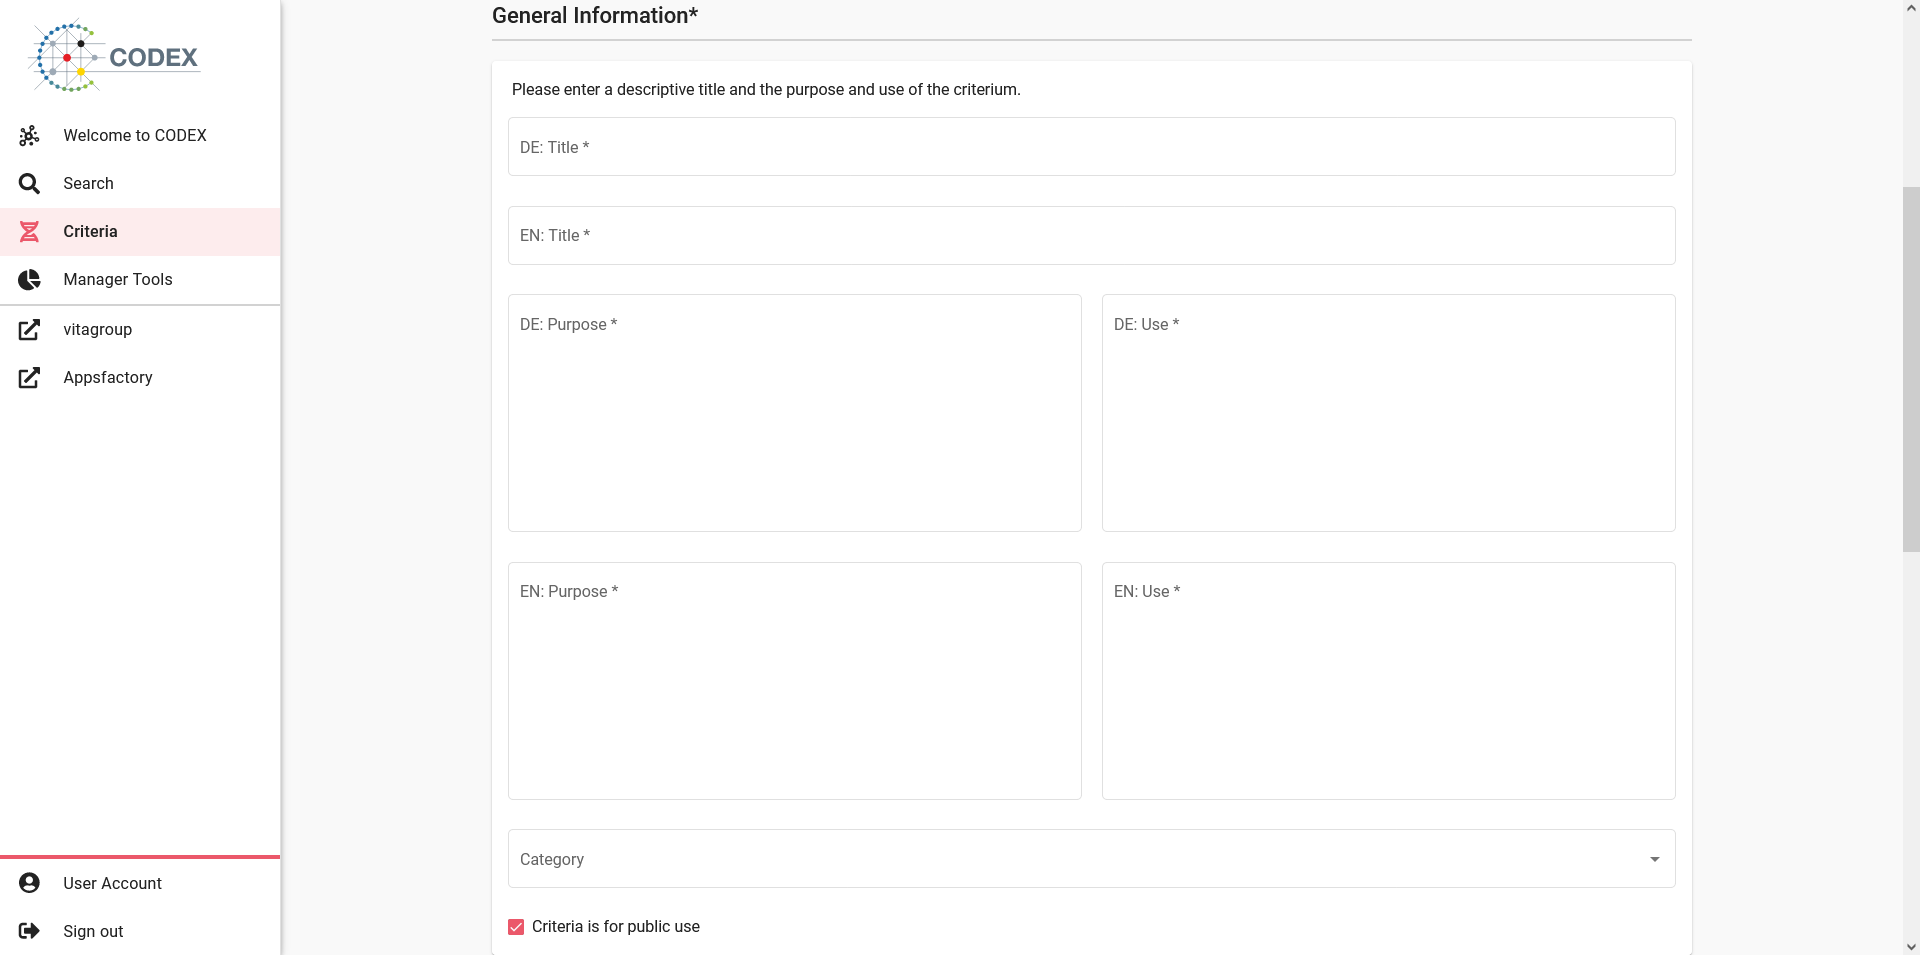 CODEX
Welcome to CODEX
Search
Criteria
Manager Tools
vitagroup
Appsfactory
User Account
Sign out
General Information*
Please enter a descriptive title and the purpose and use of the criterium.
DE: Title *
EN: Title *
DE: Purpose *
DE: Use *
EN: Purpose *
EN: Use *
Category
Criteria is for public use